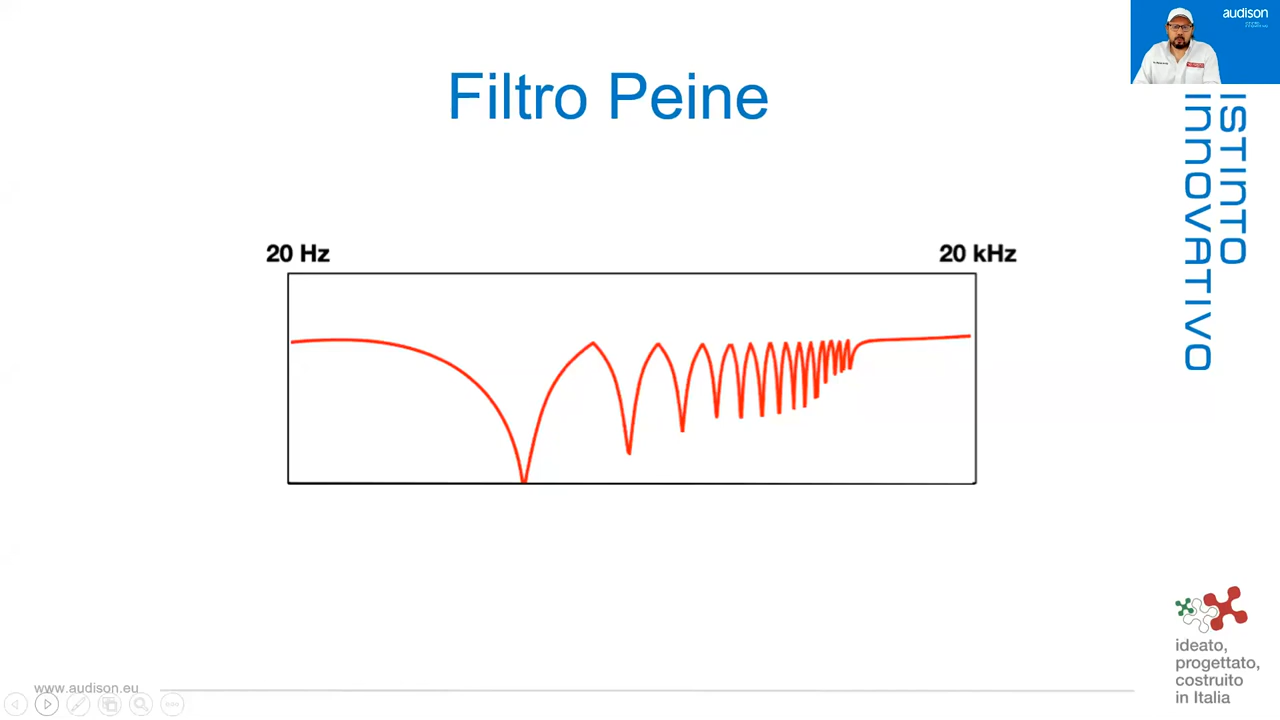 audison
Filtro Peine
ISTINTO
INNOVATIVO
20 Hz
20 kHz
ideato,
progettato,
costruito
in Italia
www.audison.eu